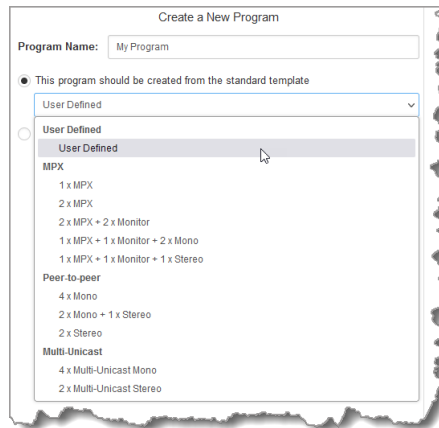 Create a New Program
Program Name: My Program
This program should be created from the standard template
User Defined
User Defined
User Defined
MPX
1 x MPX
2 x MPX
2 x MPX + 2 x Monitor
1 x MPX + 1 x Monitor + 2 x Mono
1 x MPX + 1 x Monitor + 1 x Stereo
Peer-to-peer
4 x Mono
2 x Mono + 1 x Stereo
2 x Stereo
Multi-Unicast
4 x Multi-Unicast Mono
2 x Multi-Unicast Stereo